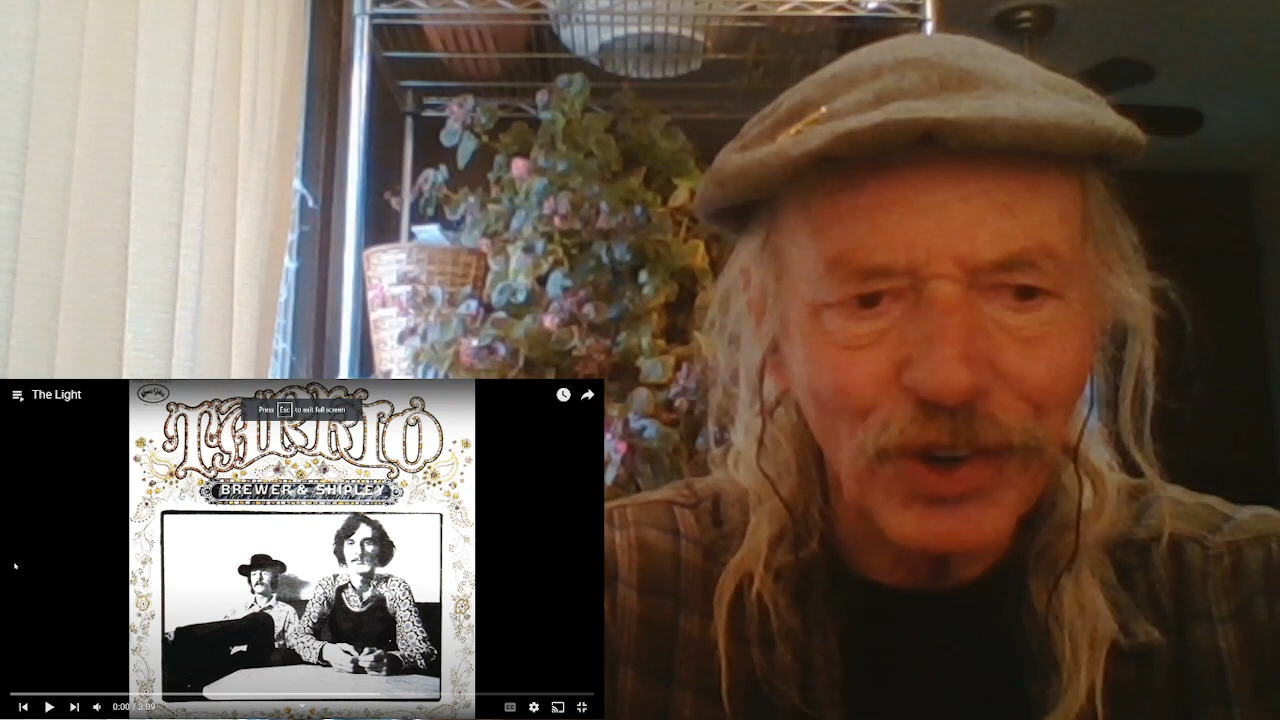 The Light
Press Esc to exit full screen
TARKIO
BREWER & SHIPLEY
0:00 / 3:09